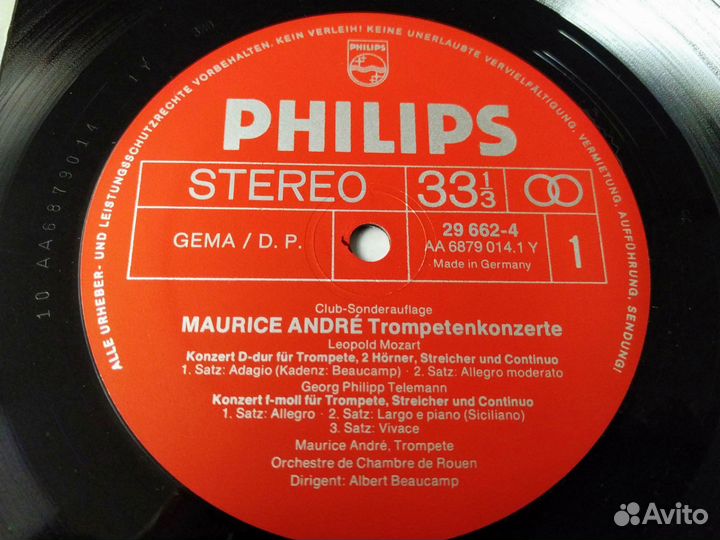 ALLE URHEBER- UND LEISTUNGSSCHUTZRECHTE VORBEHALTEN. KEIN VERLEIH! KEINE UNERLAUBTE VERVIELFÄLTIGUNG, VERMIETUNG, AUFFÜHRUNG, SENDUNG!
PHILIPS
PHILIPS
STEREO
33 1/3
GEMA / D. P.
29 662-4
AA 6879 014.1 Y
Made in Germany
1
Club-Sonderauflage
MAURICE ANDRÉ Trompetenkonzerte
Leopold Mozart
Konzert D-dur für Trompete, 2 Hörner, Streicher und Continuo
1. Satz: Adagio (Kadenz: Beaucamp) · 2. Satz: Allegro moderato
Georg Philipp Telemann
Konzert f-moll für Trompete, Streicher und Continuo
1. Satz: Allegro · 2. Satz: Largo e piano (Siciliano)
3. Satz: Vivace
Maurice André, Trompete
Orchestre de Chambre de Rouen
Dirigent: Albert Beaucamp
10 AA6879014 1Y
Avito